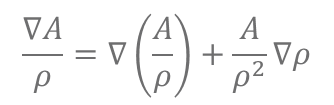 ∇A/ρ = ∇(A/ρ) + A/ρ² ∇ρ